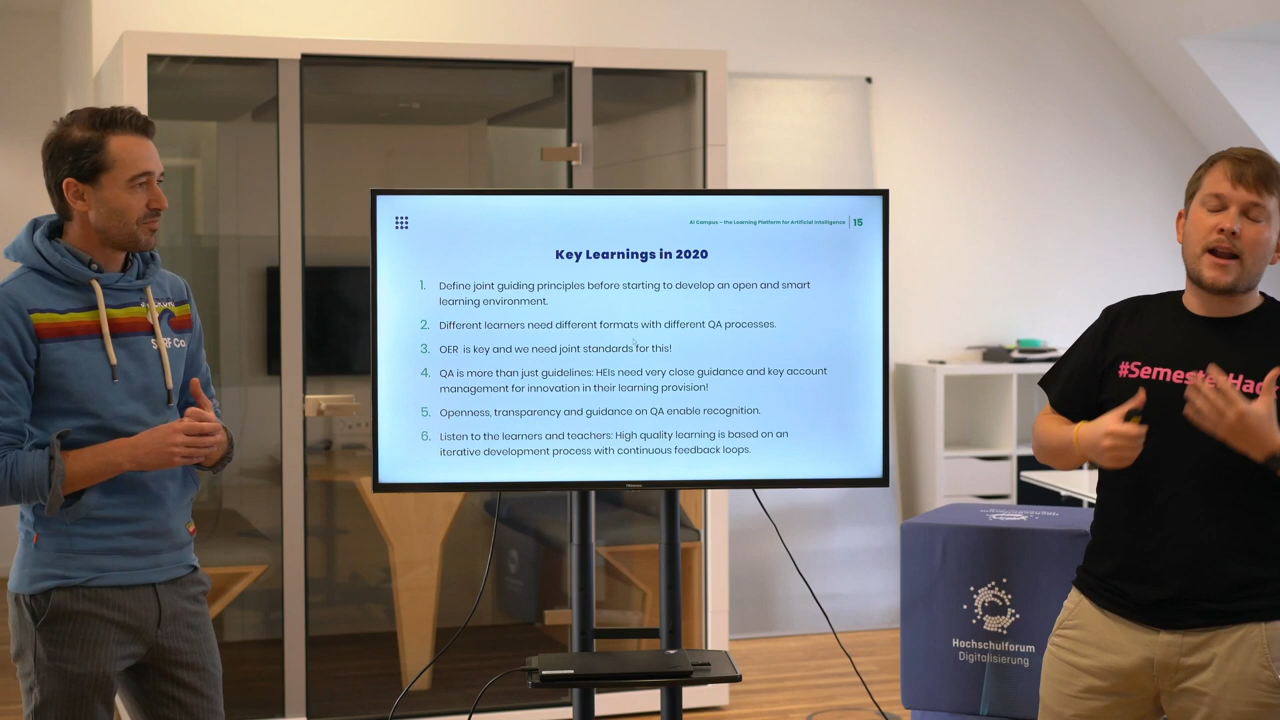 AI Campus – the Learning Platform for Artificial Intelligence 15
Key Learnings in 2020
1. Define joint guiding principles before starting to develop an open and smart
learning environment.
2. Different learners need different formats with different QA processes.
3. OER is key and we need joint standards for this!
4. QA is more than just guidelines: HEIs need very close guidance and key account
management for innovation in their learning provision!
5. Openness, transparency and guidance on QA enable recognition.
6. Listen to the learners and teachers: High quality learning is based on an
iterative development process with continuous feedback loops.
Hisense
#SemesterHack
Hochschulforum
Digitalisierung